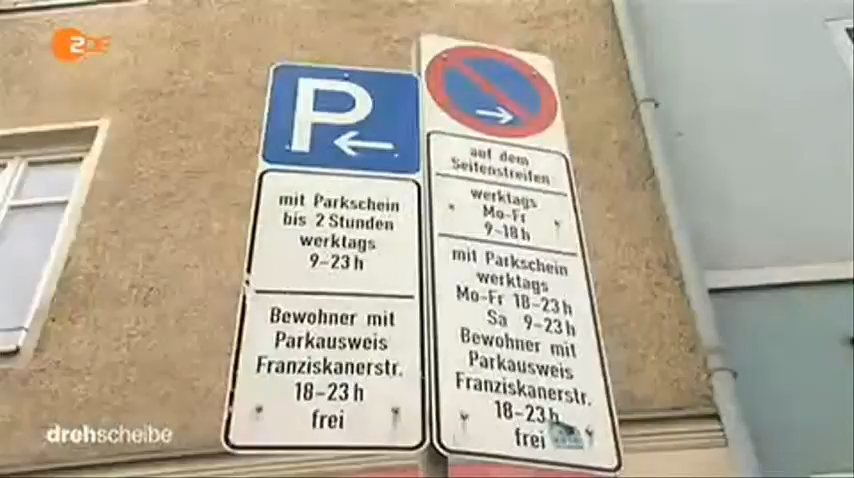 2DF
P
mit Parkschein
bis 2 Stunden
werktags
9-23 h
Bewohner mit
Parkausweis
Franziskanerstr.
18-23 h
frei
auf dem
Seitenstreifen
werktags
Mo-Fr
9-18 h
mit Parkschein
werktags
Mo-Fr 18-23 h
Sa 9-23 h
Bewohner mit
Parkausweis
Franziskanerstr.
18-23 h
frei
drehscheibe